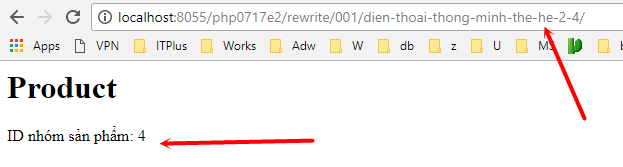 localhost:8055/php0717e2/rewrite/001/dien-thoai-thong-minh-the-he-2-4/
Apps VPN ITPlus Works Adw W db z U MS
Product
ID nhóm sản phẩm: 4